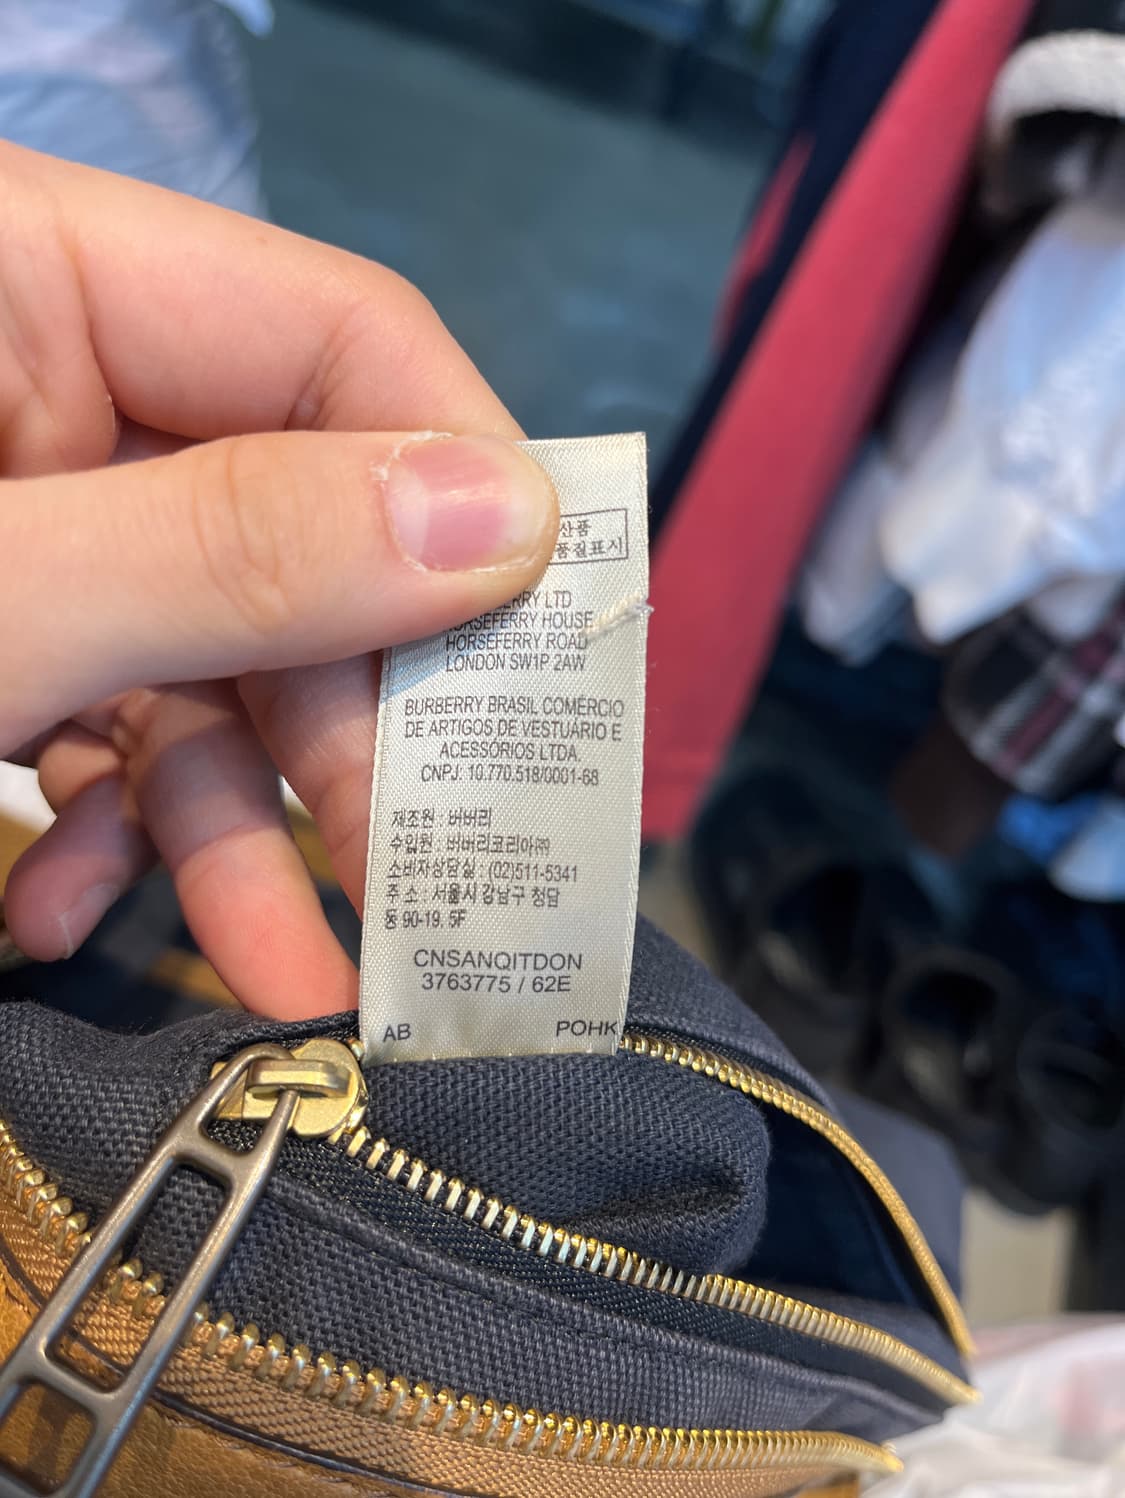 산품
품질표시
BERRY LTD
HORSEFERRY HOUSE
HORSEFERRY ROAD
LONDON SW1P 2AW
BURBERRY BRASIL COMÉRCIO
DE ARTIGOS DE VESTUÁRIO E
ACESSÓRIOS LTDA.
CNPJ. 10.770.518/0001-68
제조원 : 버버리
수입원 : 버버리코리아㈜
소비자상담실 : (02)511-5341
주 소 : 서울시 강남구 청담
동 90-19. 5F
CNSANQITDON
3763775 / 62E
AB POHK